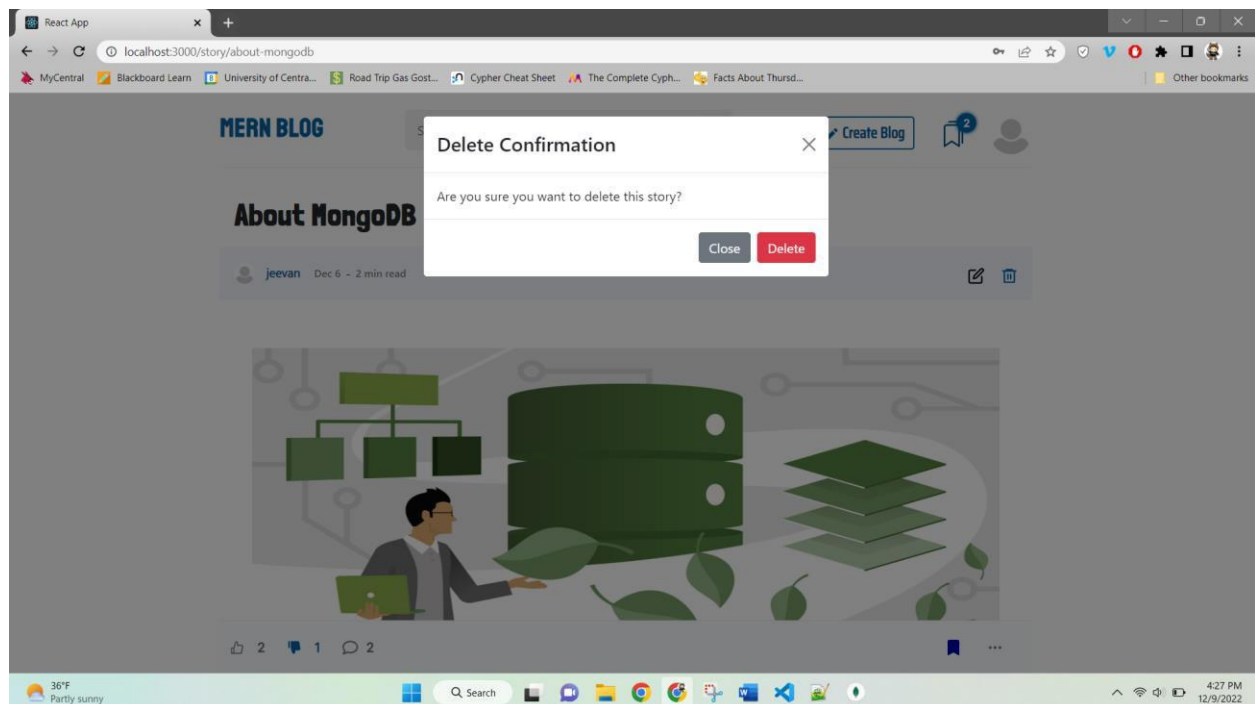 React App
localhost:3000/story/about-mongodb
MyCentral Blackboard Learn University of Centra... Road Trip Gas Gost... Cypher Cheat Sheet The Complete Cyph... Facts About Thursd... Other bookmarks
MERN BLOG
S
Create Blog
2
Delete Confirmation
Are you sure you want to delete this story?
Close Delete
About MongoDB
jeevan Dec 6 - 2 min read
2 1 2
36°F
Partly sunny
Search
4:27 PM
12/9/2022